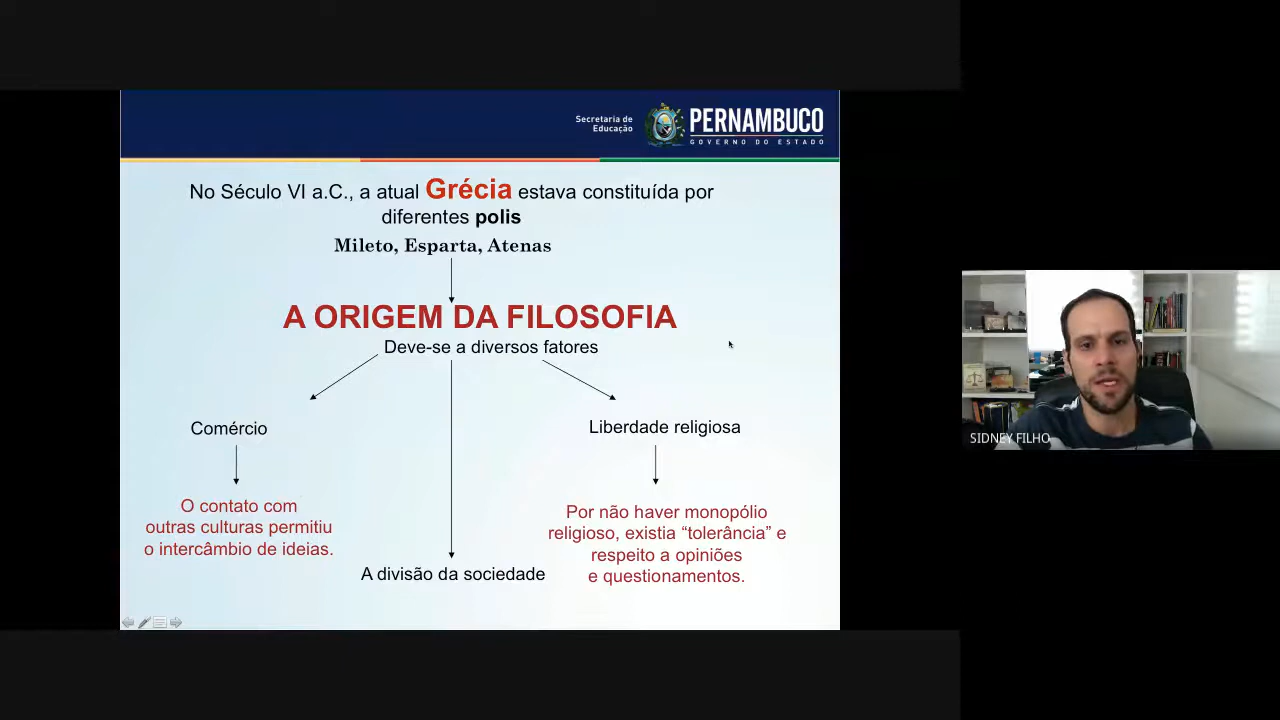 Secretaria de
Educação
PERNAMBUCO
GOVERNO DO ESTADO
No Século VI a.C., a atual Grécia estava constituída por
diferentes polis
Mileto, Esparta, Atenas
A ORIGEM DA FILOSOFIA
Deve-se a diversos fatores
Comércio
Liberdade religiosa
O contato com
outras culturas permitiu
o intercâmbio de ideias.
Por não haver monopólio
religioso, existia “tolerância” e
respeito a opiniões
e questionamentos.
A divisão da sociedade
SIDNEY FILHO